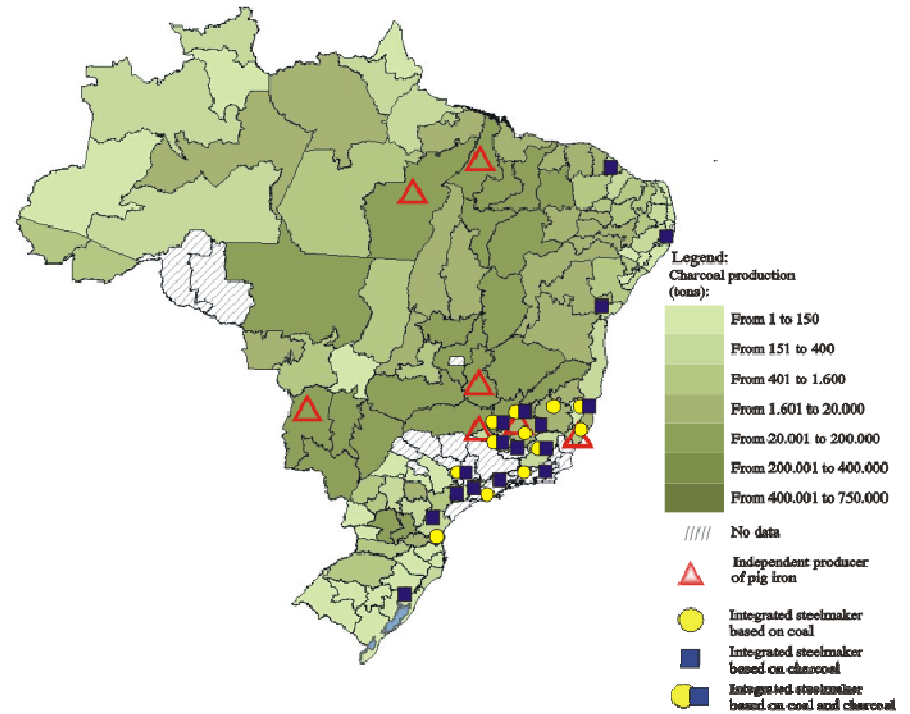 Legend:
Charcoal production
(tons):
From 1 to 150
From 151 to 400
From 401 to 1.600
From 1.601 to 20.000
From 20.001 to 200.000
From 200.001 to 400.000
From 400.001 to 750.000
No data
Independent producer
of pig iron
Integrated steelmaker
based on coal
Integrated steelmaker
based on charcoal
Integrated steelmaker
based on coal and charcoal